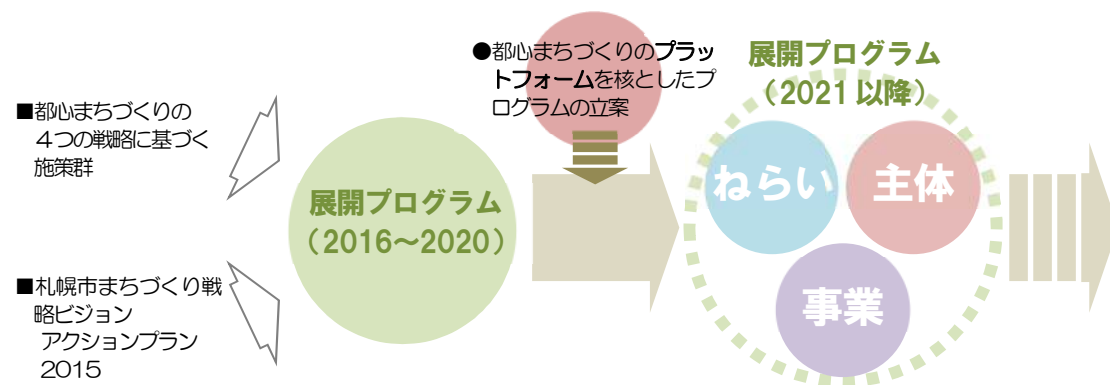 ■都心まちづくりの
４つの戦略に基づく
施策群
■札幌市まちづくり戦
略ビジョン
アクションプラン
2015
展開プログラム
（2016～2020）
●都心まちづくりのプラッ
トフォームを核としたプ
ログラムの立案
展開プログラム
（2021以降）
ねらい
主体
事業